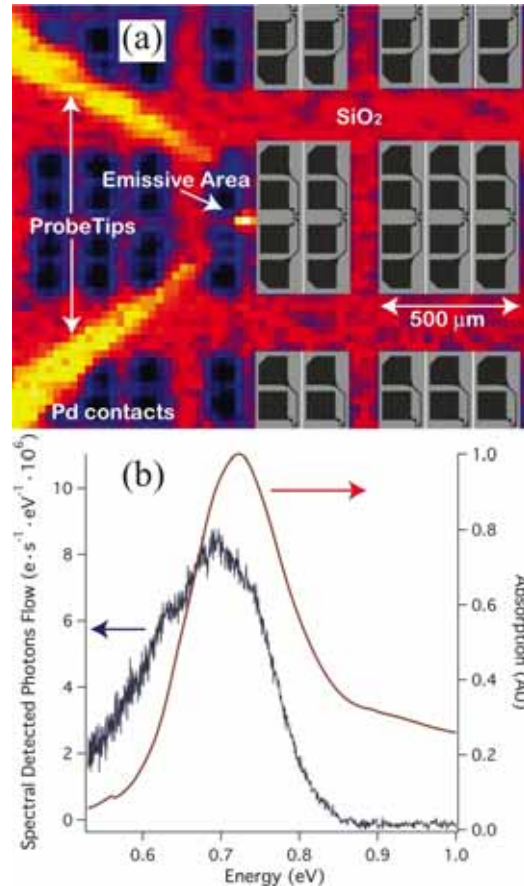 (a)
SiO₂
Emissive Area
ProbeTips
500 μm
Pd contacts
(b)
Spectral Detected Photons Flow (e·s⁻¹·eV⁻¹·10⁶)
10
8
6
4
2
0
1.0
0.8
0.6
0.4
0.2
0.0
Absorption (AU)
0.6 0.7 0.8 0.9 1.0
Energy (eV)